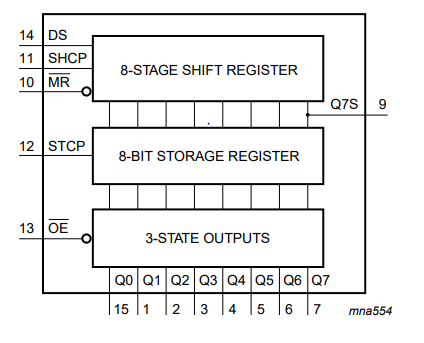 14 DS
11 SHCP
8-STAGE SHIFT REGISTER
10 MR
Q7S 9
12 STCP
8-BIT STORAGE REGISTER
13 OE
3-STATE OUTPUTS
Q0 Q1 Q2 Q3 Q4 Q5 Q6 Q7
15 1 2 3 4 5 6 7
mna554